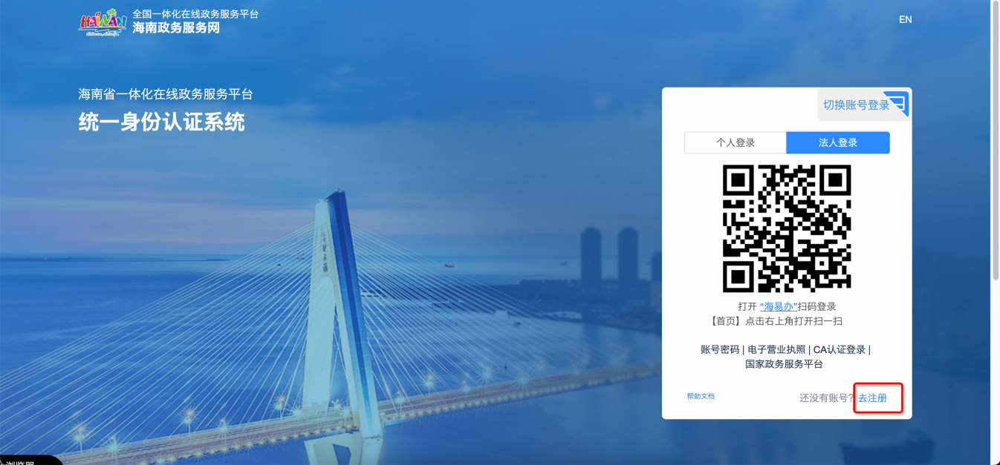 HAINAN
全国一体化在线政务服务平台
海南政务服务网
EN
海南省一体化在线政务服务平台
统一身份认证系统
切换账号登录
个人登录
法人登录
打开 “海易办”扫码登录
【首页】点击右上角打开扫一扫
账号密码 | 电子营业执照 | CA认证登录 |
国家政务服务平台
帮助文档
还没有账号? 去注册